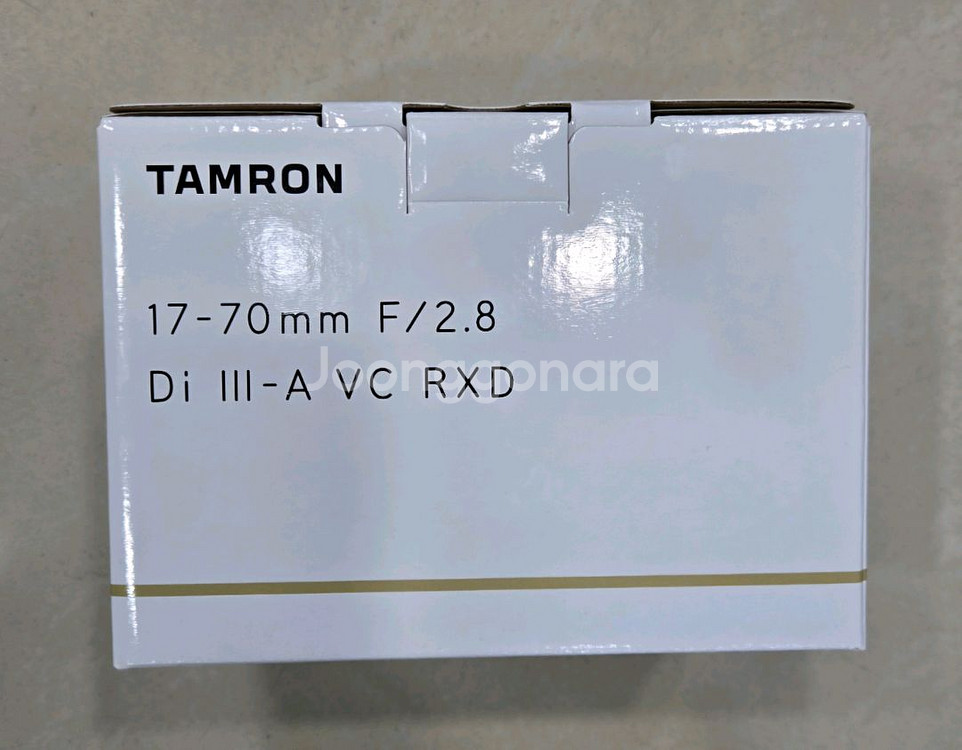 TAMRON
17-70mm F/2.8
Di III-A VC RXD
Joonggonara